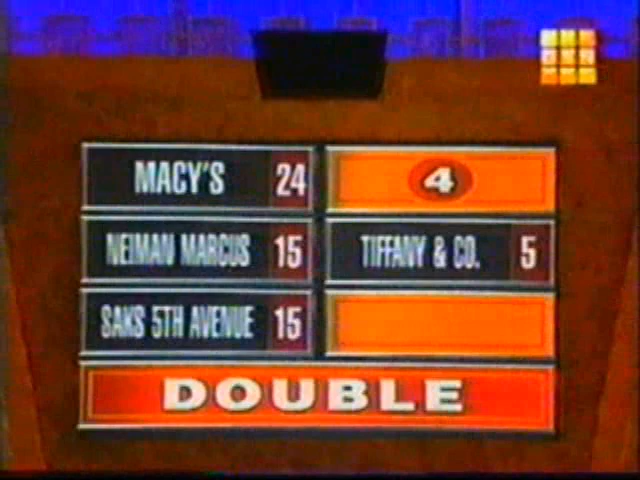 MACY'S 24
4
NEIMAN MARCUS 15
TIFFANY & CO. 5
SAKS 5TH AVENUE 15
DOUBLE